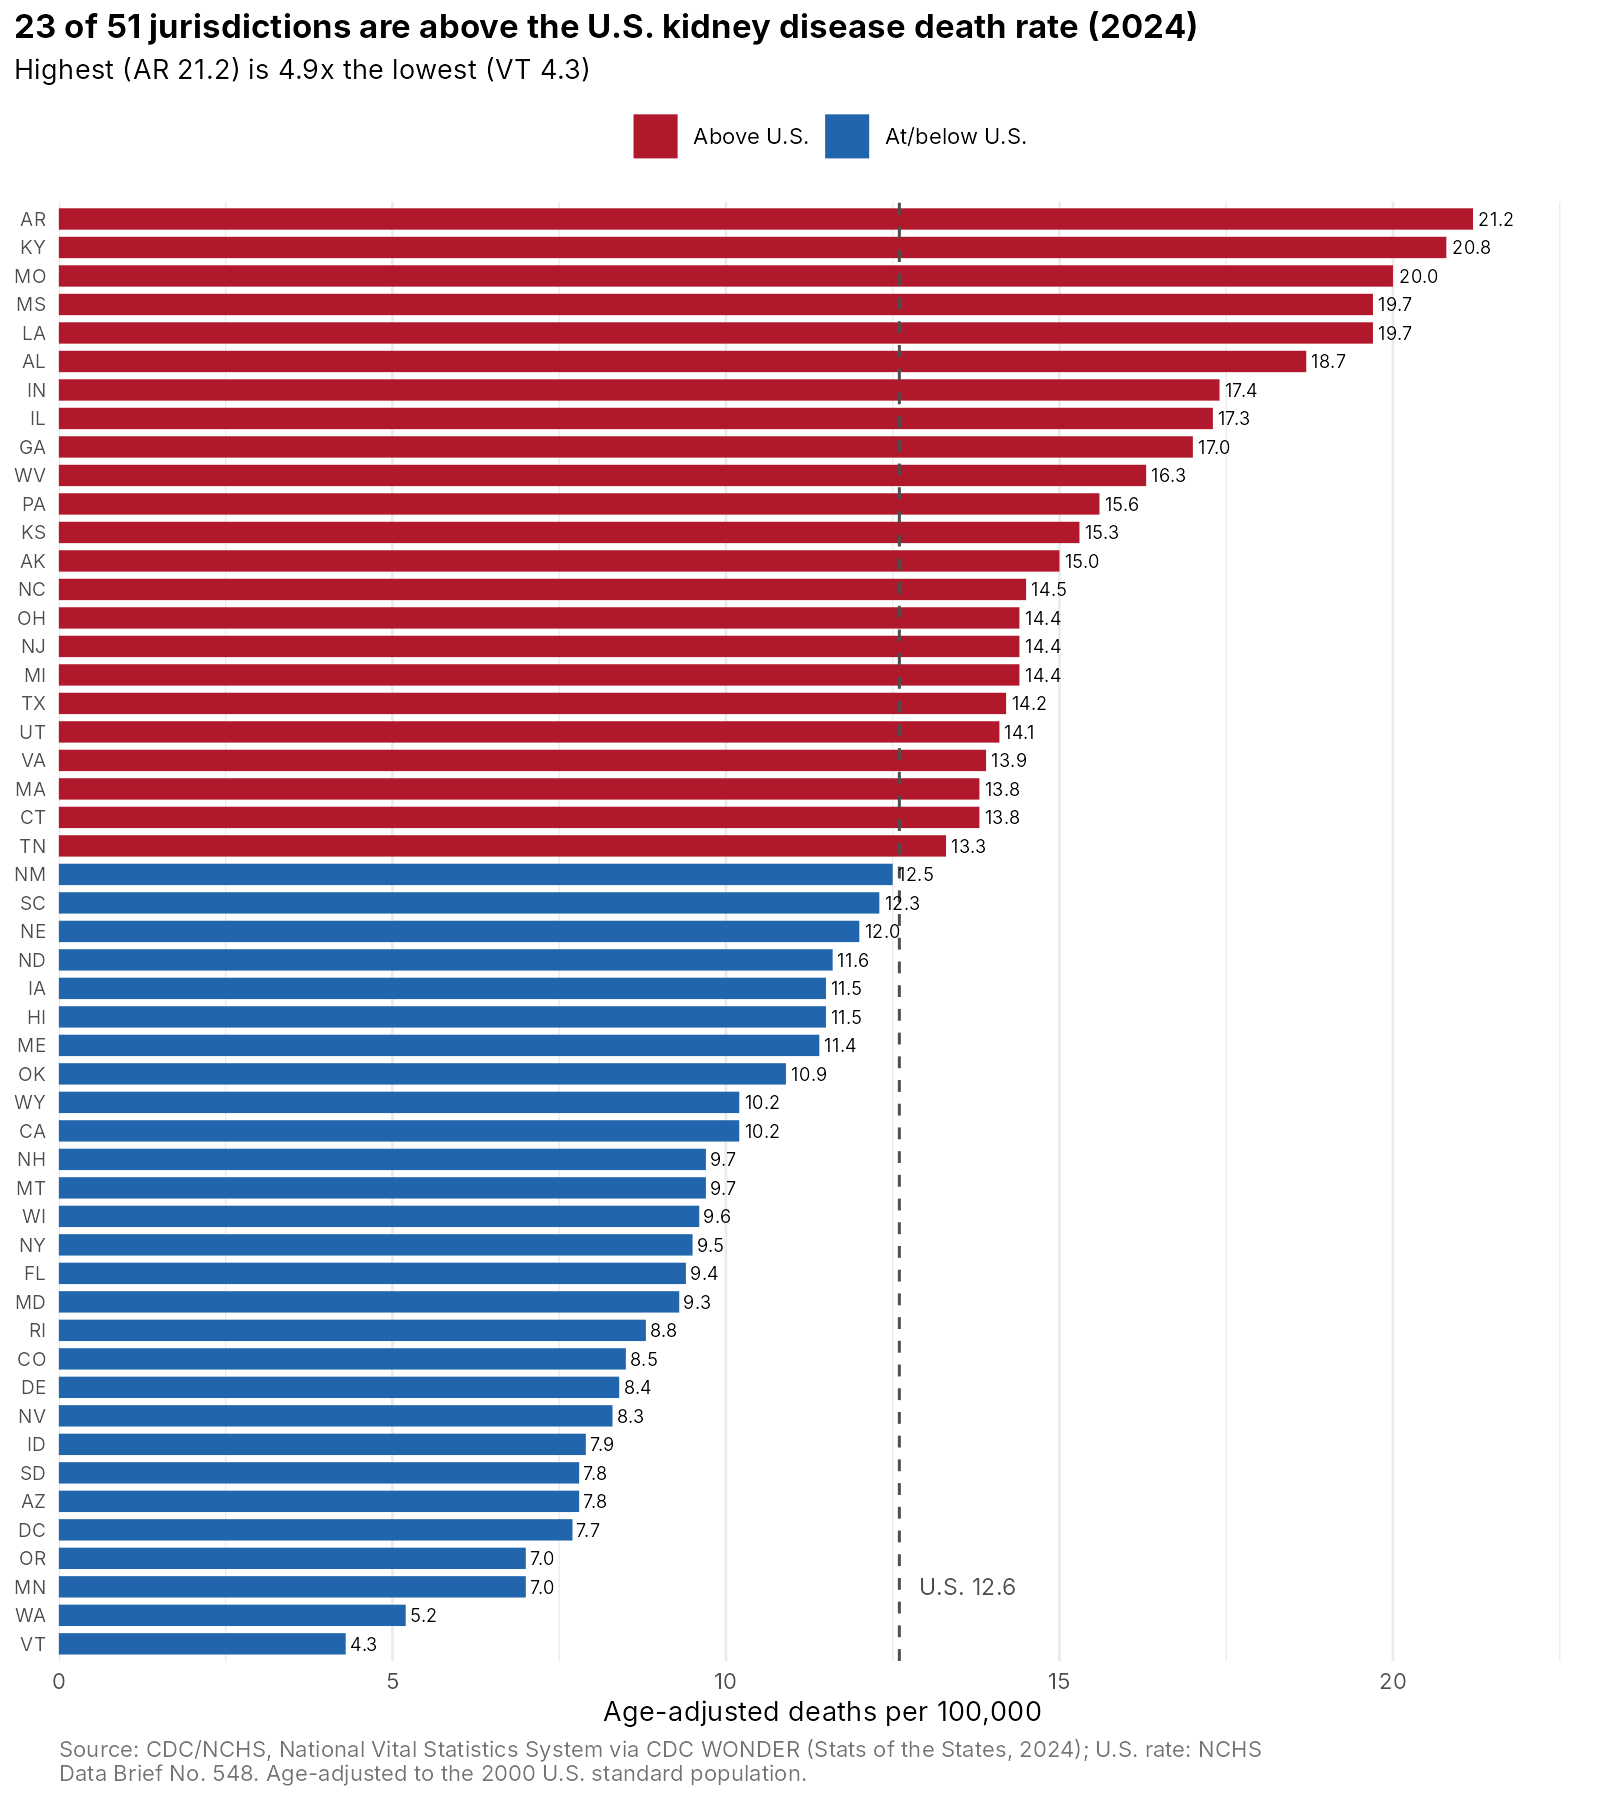 23 of 51 jurisdictions are above the U.S. kidney disease death rate (2024)
Highest (AR 21.2) is 4.9x the lowest (VT 4.3)
Above U.S. At/below U.S.
AR 21.2
KY 20.8
MO 20.0
MS 19.7
LA 19.7
AL 18.7
IN 17.4
IL 17.3
GA 17.0
WV 16.3
PA 15.6
KS 15.3
AK 15.0
NC 14.5
OH 14.4
NJ 14.4
MI 14.4
TX 14.2
UT 14.1
VA 13.9
MA 13.8
CT 13.8
TN 13.3
NM 12.5
SC 12.3
NE 12.0
ND 11.6
IA 11.5
HI 11.5
ME 11.4
OK 10.9
WY 10.2
CA 10.2
NH 9.7
MT 9.7
WI 9.6
NY 9.5
FL 9.4
MD 9.3
RI 8.8
CO 8.5
DE 8.4
NV 8.3
ID 7.9
SD 7.8
AZ 7.8
DC 7.7
OR 7.0
MN 7.0 U.S. 12.6
WA 5.2
VT 4.3
0 5 10 15 20
Age-adjusted deaths per 100,000
Source: CDC/NCHS, National Vital Statistics System via CDC WONDER (Stats of the States, 2024); U.S. rate: NCHS
Data Brief No. 548. Age-adjusted to the 2000 U.S. standard population.